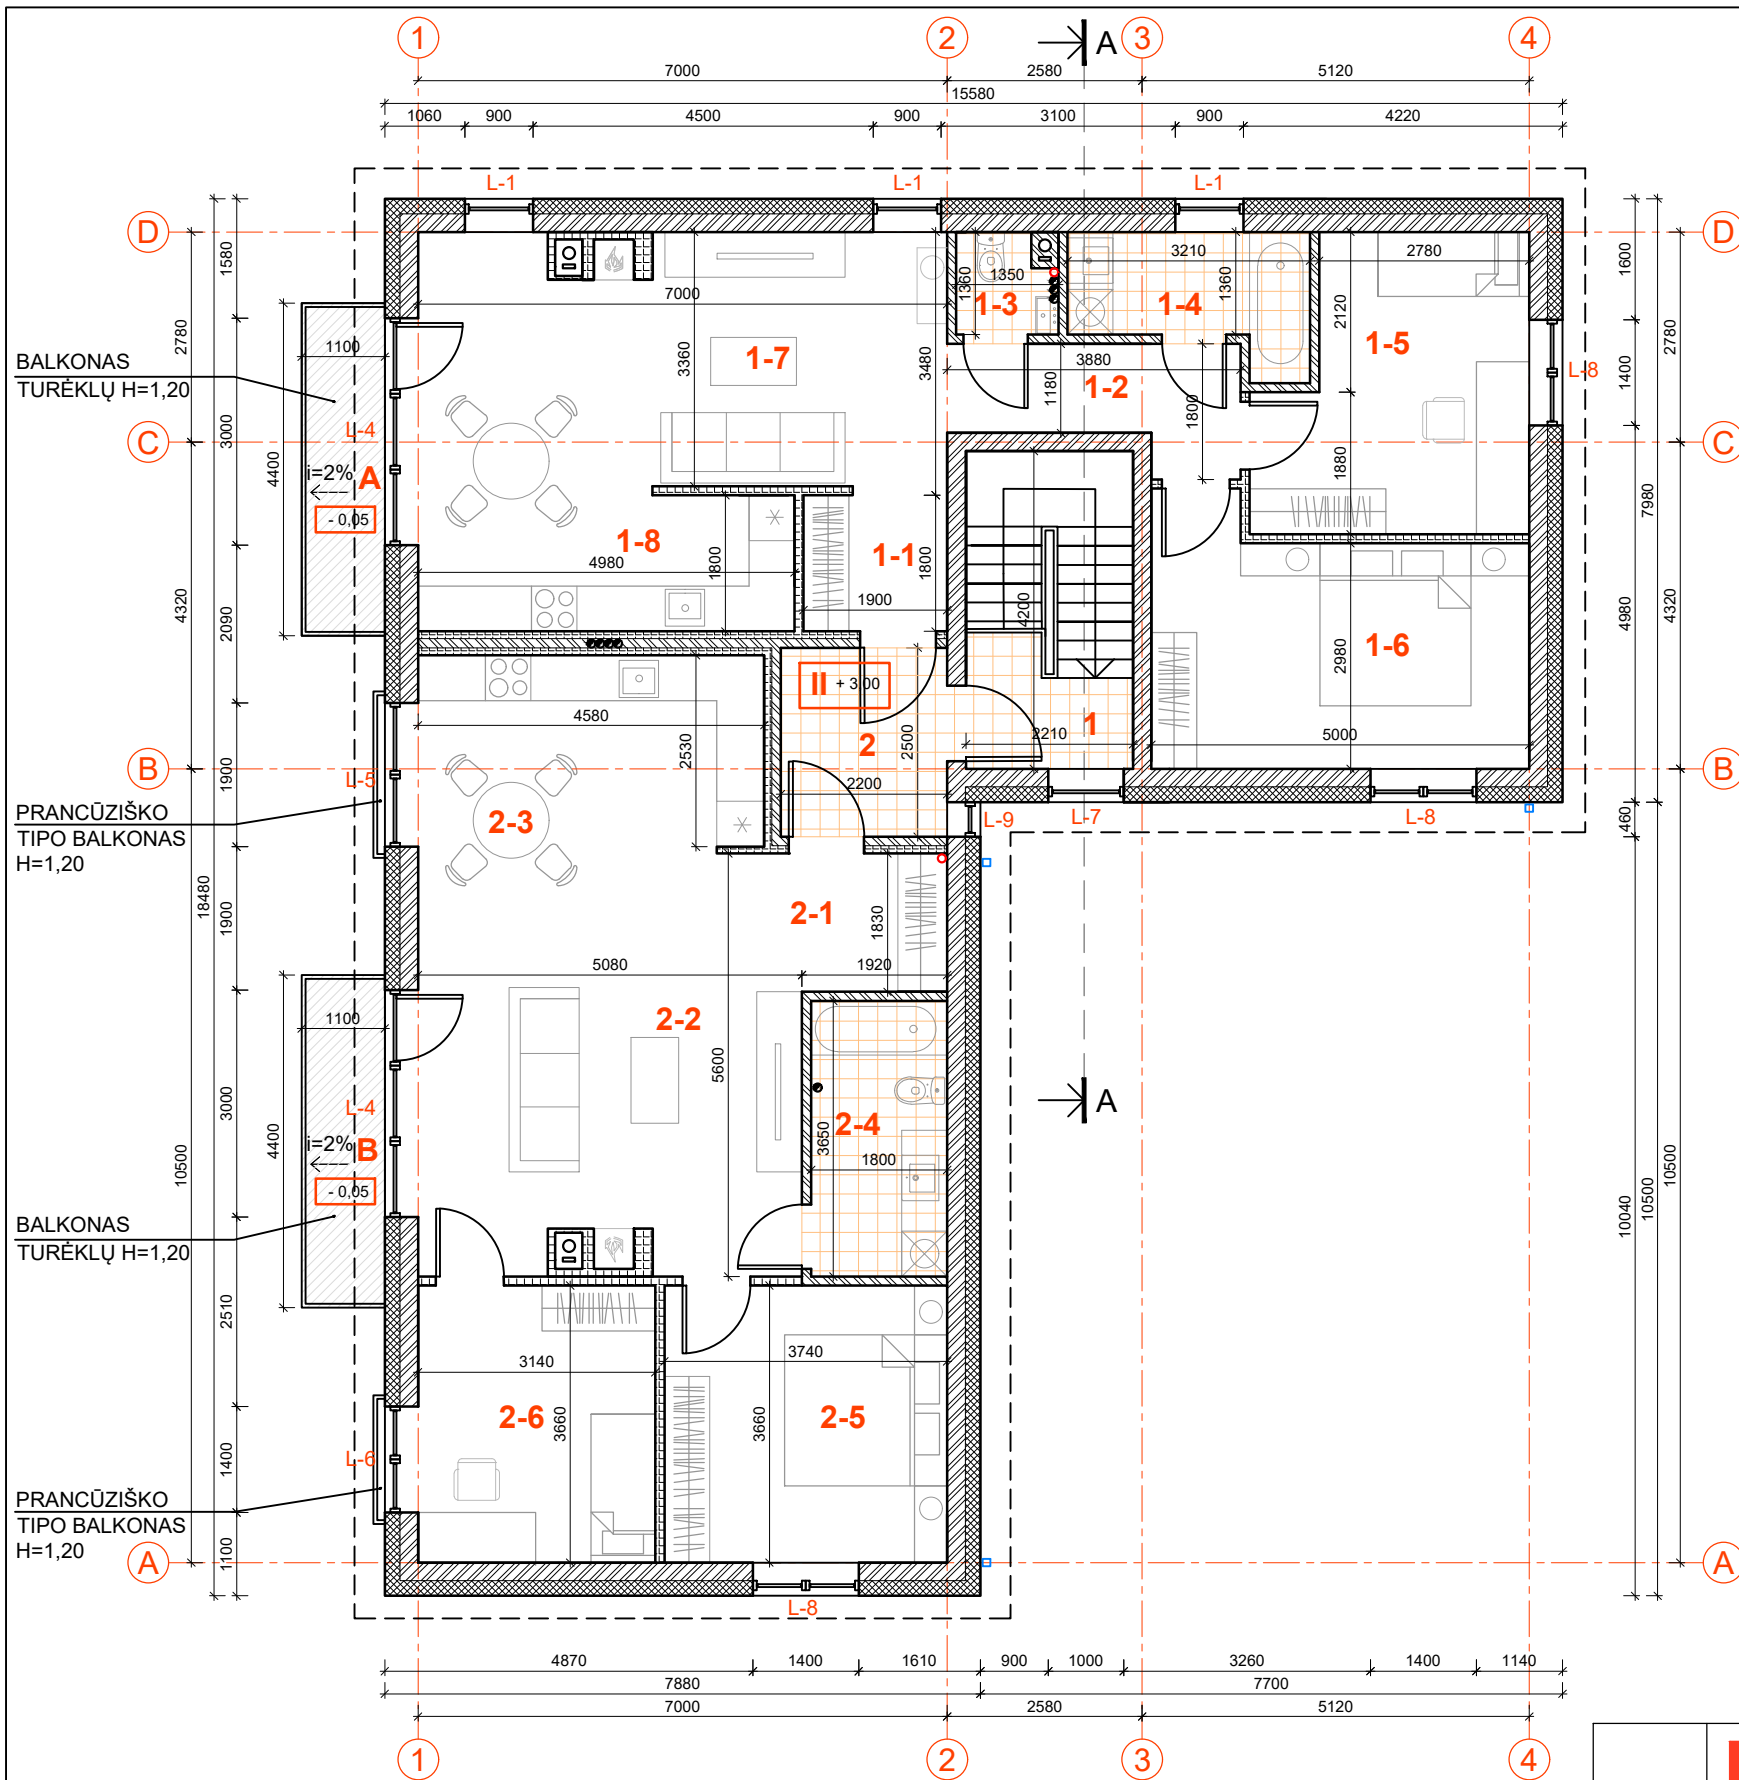 1 2 A 3 4
7000 2580 5120
15580
1060 900 4500 900 3100 900 4220
L-1 L-1 L-1
D D
1580 1600
3210 2780
1350
1360 1360
7000
1-3 1-4
2780 2120 2780
1100
BALKONAS
TURĖKLŲ H=1,20
3360 1-7 3480 3880 1-5
L-8
1400
1180 1-2 1800
L-4
C C
3000
4400
i=2% A
1880 7980
- 0,05
1-8 1-1
4980 1800 1800
1900
4200
4320 2090 4980 4320
1-6
2980
II + 3,00
4580 2530 2 2500 1
2210 5000
B B
L-5 1900
2200
PRANCŪZIŠKO
TIPO BALKONAS
H=1,20
2-3 L-9 L-7 L-8
460
18480
1900
2-1 1830
5080 1920
2-2
1100
5600
3000
L-4
A
2-4
4400
i=2% B
3650 1800
10500 10500
- 0,05
BALKONAS
TURĖKLŲ H=1,20
10040 10500
2510
3140 3740
2-6 2-5
3660 3660
L-6 1400
PRANCŪZIŠKO
TIPO BALKONAS
H=1,20
1100
A A
L-8
4870 1400 1610 900 1000 3260 1400 1140
7880 7700
7000 2580 5120
1 2 3 4